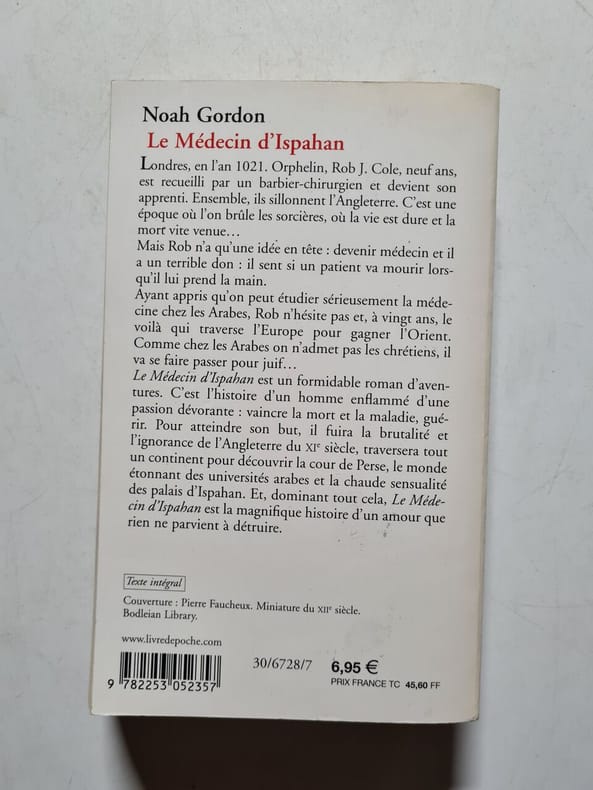 Noah Gordon
Le Médecin d'Ispahan
Londres, en l'an 1021. Orphelin, Rob J. Cole, neuf ans,
est recueilli par un barbier-chirurgien et devient son
apprenti. Ensemble, ils sillonnent l'Angleterre. C'est une
époque où l'on brûle les sorcières, où la vie est dure et la
mort vite venue...
Mais Rob n'a qu'une idée en tête : devenir médecin et il
a un terrible don : il sent si un patient va mourir lors-
qu'il lui prend la main.
Ayant appris qu'on peut étudier sérieusement la méde-
cine chez les Arabes, Rob n'hésite pas et, à vingt ans, le
voilà qui traverse l'Europe pour gagner l'Orient.
Comme chez les Arabes on n'admet pas les chrétiens, il
va se faire passer pour juif...
Le Médecin d'Ispahan est un formidable roman d'aven-
tures. C'est l'histoire d'un homme enflammé d'une
passion dévorante : vaincre la mort et la maladie, gué-
rir. Pour atteindre son but, il fuira la brutalité et
l'ignorance de l'Angleterre du XIe siècle, traversera tout
un continent pour découvrir la cour de Perse, le monde
étonnant des universités arabes et la chaude sensualité
des palais d'Ispahan. Et, dominant tout cela, Le Méde-
cin d'Ispahan est la magnifique histoire d'un amour que
rien ne parvient à détruire.
Texte intégral
Couverture : Pierre Faucheux. Miniature du XIIe siècle.
Bodleian Library.
www.livredepoche.com
30/6728/7
6,95 €
PRIX FRANCE TC 45,60 FF
9 782253 052357